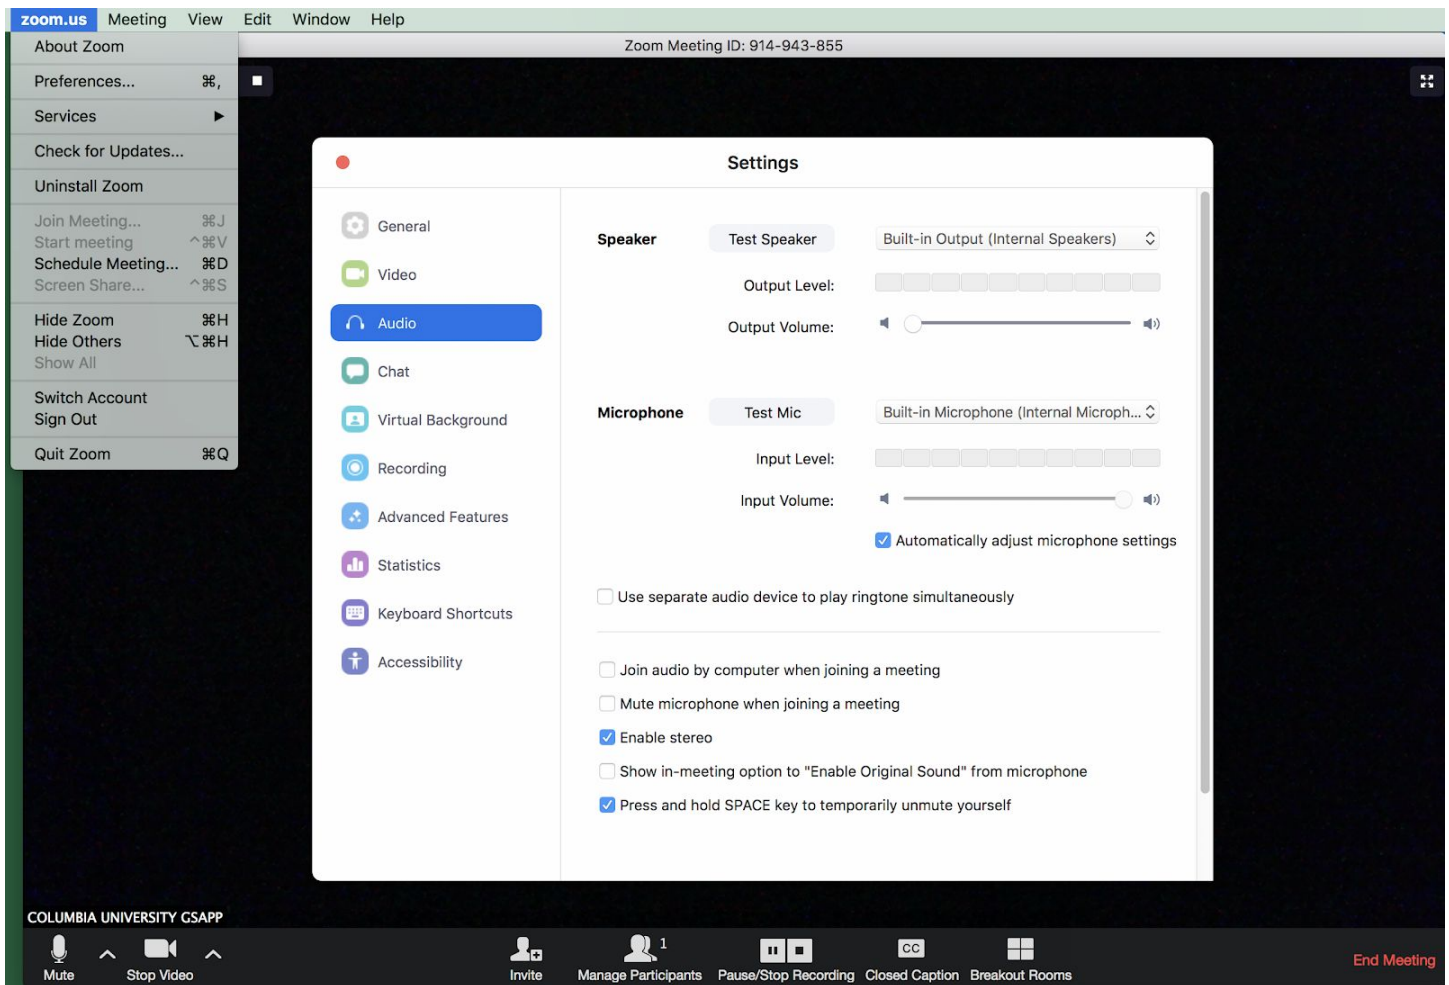 zoom.us Meeting View Edit Window Help
About Zoom
Preferences... ⌘,
Services
Check for Updates...
Uninstall Zoom
Join Meeting... ⌘J
Start meeting ^⌘V
Schedule Meeting... ⌘D
Screen Share... ^⌘S
Hide Zoom ⌘H
Hide Others ⌥⌘H
Show All
Switch Account
Sign Out
Quit Zoom ⌘Q
Zoom Meeting ID: 914-943-855
Settings
General
Video
Audio
Chat
Virtual Background
Recording
Advanced Features
Statistics
Keyboard Shortcuts
Accessibility
Speaker Test Speaker Built-in Output (Internal Speakers)
Output Level:
Output Volume:
Microphone Test Mic Built-in Microphone (Internal Microph...
Input Level:
Input Volume:
Automatically adjust microphone settings
Use separate audio device to play ringtone simultaneously
Join audio by computer when joining a meeting
Mute microphone when joining a meeting
Enable stereo
Show in-meeting option to "Enable Original Sound" from microphone
Press and hold SPACE key to temporarily unmute yourself
COLUMBIA UNIVERSITY GSAPP
1
CC
Mute Stop Video Invite Manage Participants Pause/Stop Recording Closed Caption Breakout Rooms End Meeting